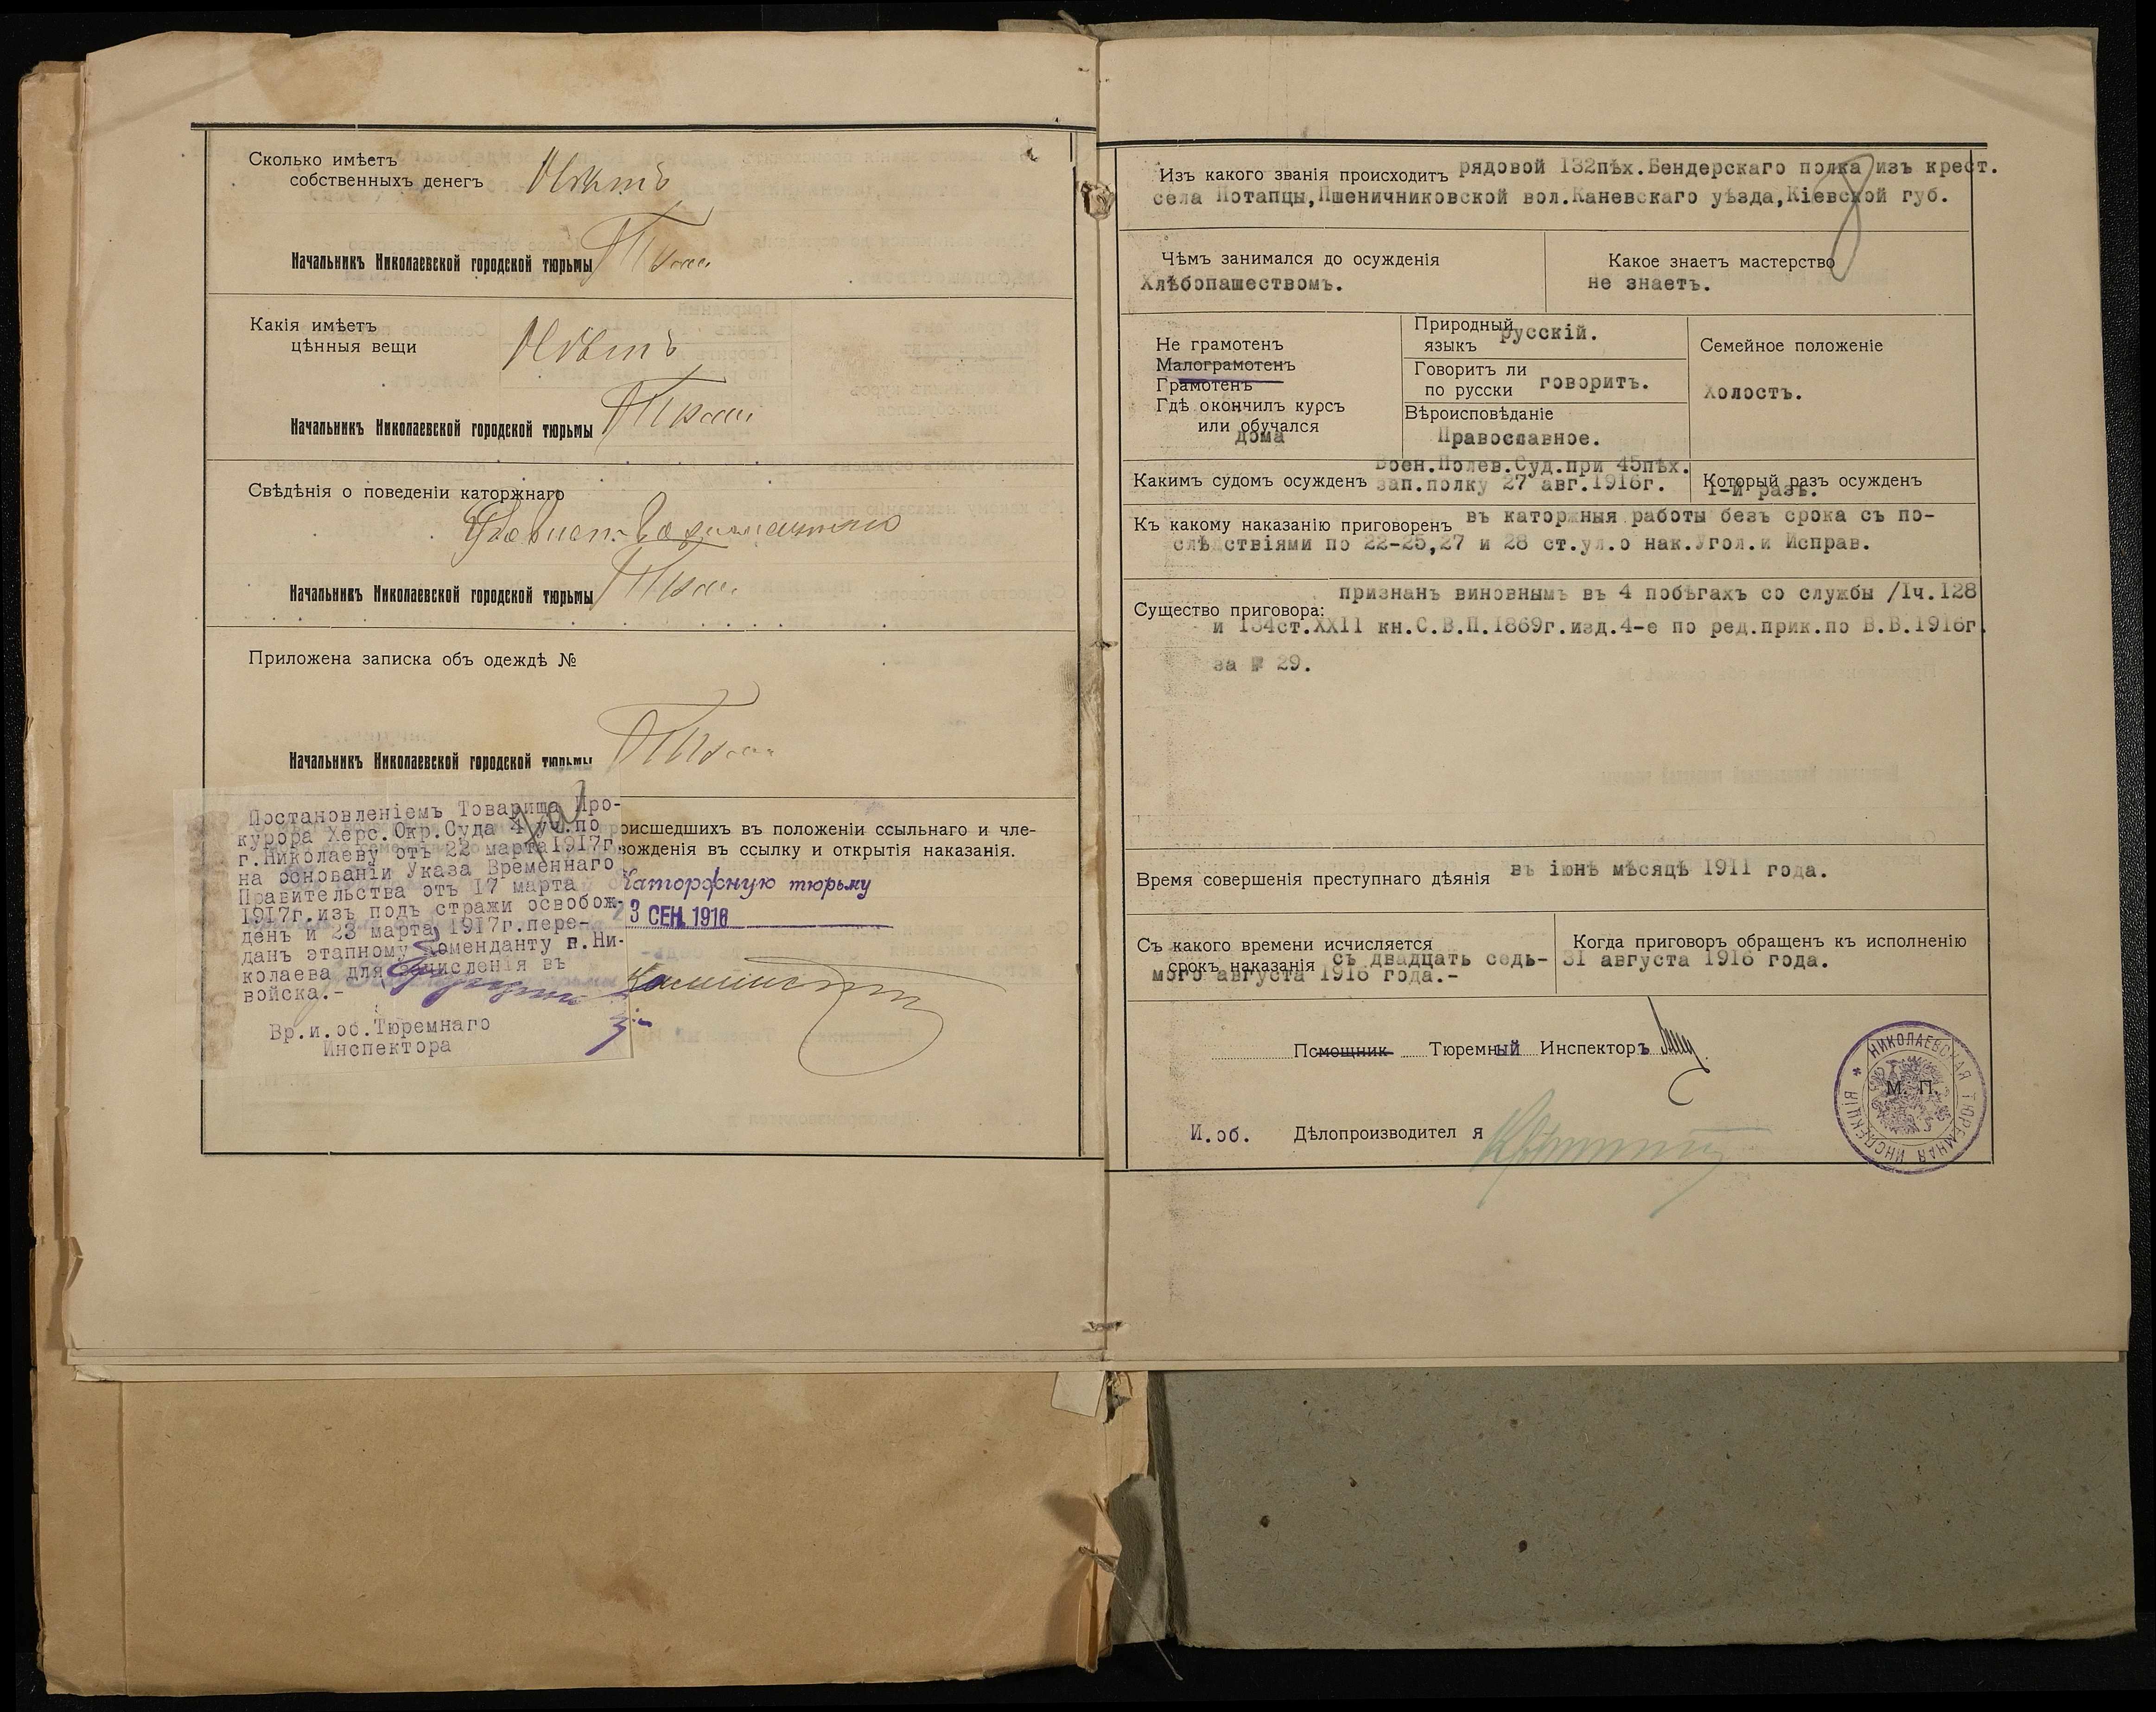 Сколько имѣетъ
собственныхъ денегъ
Нѣтъ
Начальникъ Николаевской городской тюрьмы
Какія имѣетъ
цѣнныя вещи
Нѣтъ
Начальникъ Николаевской городской тюрьмы
Свѣдѣнія о поведеніи каторжнаго
Начальникъ Николаевской городской тюрьмы
Приложена записка объ одеждѣ №
Начальникъ Николаевской городской тюрьмы
Постановленіемъ Товарища Про-
курора Херс.Окр.Суда 4 уч.по
г.Николаеву отъ 22 марта 1917г.
на основаніи Указа Временнаго
Правительства отъ 17 марта
1917г.изъ подъ стражи освобож-
денъ и 23 марта 1917г.пере-
данъ этапному Коменданту г.Ни-
колаева для зачисленія въ
войска.-
Вр.и.об.Тюремнаго
Инспектора
оисшедшихъ въ положеніи ссыльнаго и чле-
вожденія въ ссылку и открытія наказанія.
Каторжную тюрьму
23 СЕН. 1916
Изъ какого званія происходитъ рядовой 132пѣх.Бендерскаго полка изъ крест.
села Потапцы,Пшеничниковской вол.Каневскаго уѣзда,Кіевской губ.
Чѣмъ занимался до осужденія
Хлѣбопашествомъ.
Какое знаетъ мастерство
не знаетъ.
Не грамотенъ
Малограмотенъ
Грамотенъ
Гдѣ окончилъ курсъ
или обучался
дома
Природный
языкъ русскій.
Говоритъ ли
по русски говоритъ.
Вѣроисповѣданіе
Православное.
Семейное положеніе
Холостъ.
Какимъ судомъ осужденъ Воен.Полев.Суд.при 45пѣх.
зап.полку 27 авг.1916г.
Который разъ осужденъ
1-й разъ.
Къ какому наказанію приговоренъ въ каторжныя работы безъ срока съ по-
слѣдствіями по 22-25,27 и 28 ст.ул.о нак.Угол.и Исправ.
Существо приговора: признанъ виновнымъ въ 4 побѣгахъ со службы /1ч.128
и 134ст.XXII кн.С.В.П.1869г.изд.4-е по ред.прик.по В.В.1916г.
за № 29.
Время совершенія преступнаго дѣянія въ іюнѣ мѣсяцѣ 1911 года.
Съ какого времени исчисляется
срокъ наказанія съ двадцать седь-
мого августа 1916 года.-
Когда приговоръ обращенъ къ исполненію
31 августа 1916 года.
Помощник Тюремный Инспекторъ
И.об. Дѣлопроизводител я
М. П.
НИКОЛАЕВСКАЯ ТЮРЕМНАЯ ИНСПЕКЦІЯ